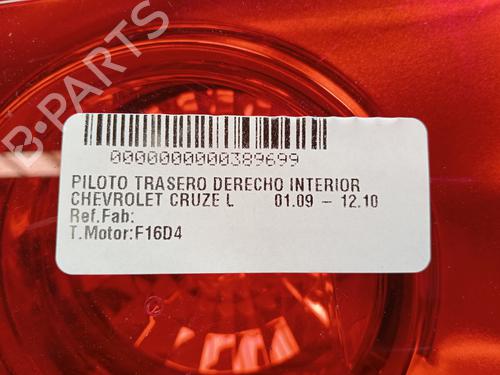 B-PARTS
0000000000389699
PILOTO TRASERO DERECHO INTERIOR
CHEVROLET CRUZE L 01.09 – 12.10
Ref.Fab:
T.Motor:F16D4